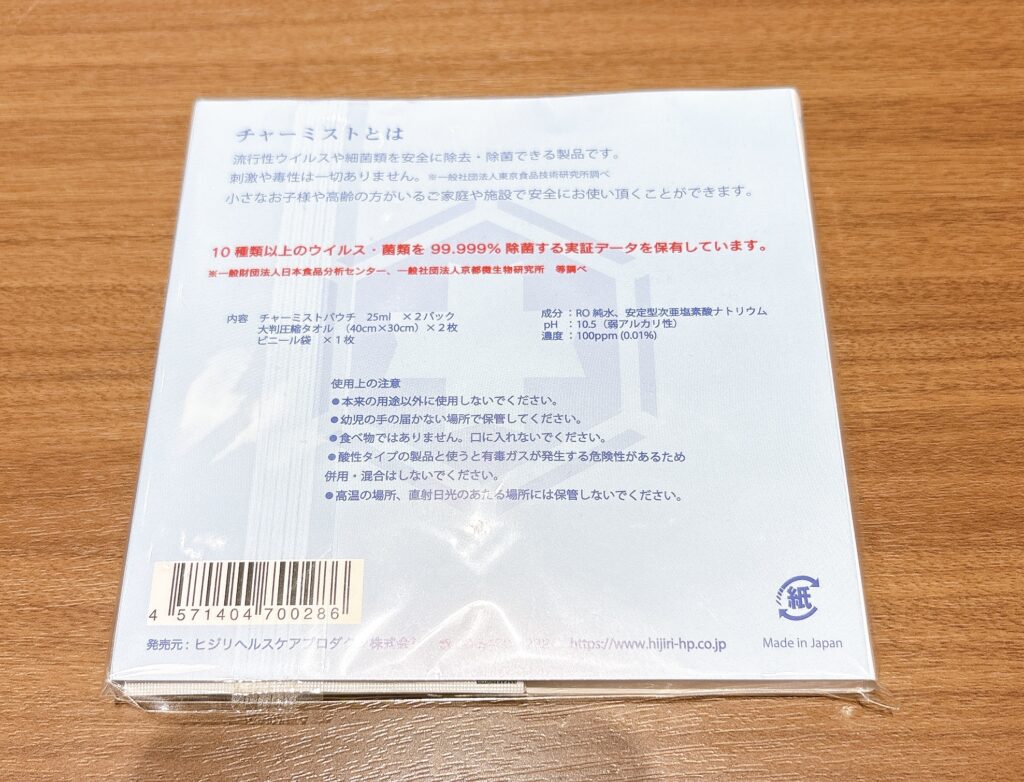 チャーミストとは
流行性ウイルスや細菌類を安全に除去・除菌できる製品です。
刺激や毒性は一切ありません。※一般社団法人東京食品技術研究所調べ
小さなお子様や高齢の方がいるご家庭や施設で安全にお使い頂くことができます。
10種類以上のウイルス・菌類を 99.999% 除菌する実証データを保有しています。
※一般財団法人日本食品分析センター、一般社団法人京都微生物研究所　等調べ
内容　チャーミストパウチ　25ml　×２パック
大判圧縮タオル　（40cm×30cm）×２枚
ビニール袋　×１枚
成分：RO 純水、安定型次亜塩素酸ナトリウム
pH ：10.5（弱アルカリ性）
濃度：100ppm (0.01%)
使用上の注意
●本来の用途以外に使用しないでください。
●幼児の手の届かない場所で保管してください。
●食べ物ではありません。口に入れないでください。
●酸性タイプの製品と使うと有毒ガスが発生する危険性があるため
併用・混合はしないでください。
●高温の場所、直射日光のあたる場所には保管しないでください。
4 571404 700286
紙
発売元：ヒジリヘルスケアプロダクツ株式会社 https://www.hijiri-hp.co.jp
Made in Japan